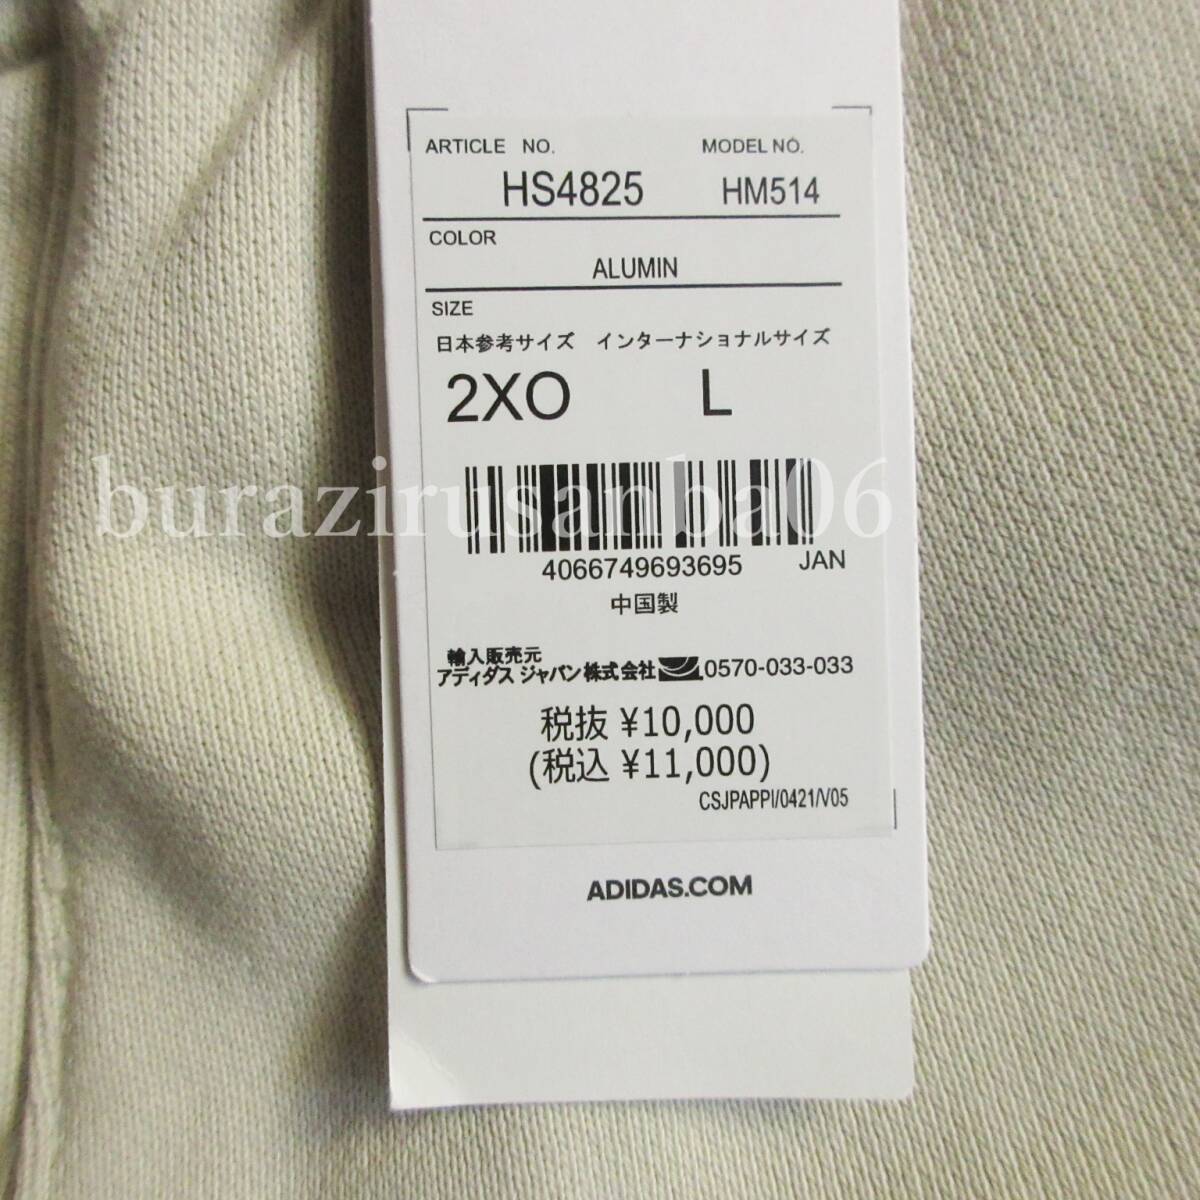 ARTICLE NO. MODEL NO.
HS4825 HM514
COLOR
ALUMIN
SIZE
日本参考サイズ インターナショナルサイズ
2XO L
burazirusanba06
4066749693695 JAN
中国製
輸入販売元
アディダス ジャパン株式会社 0570-033-033
税抜 ¥10,000
(税込 ¥11,000)
CSJPAPPI/0421/V05
ADIDAS.COM